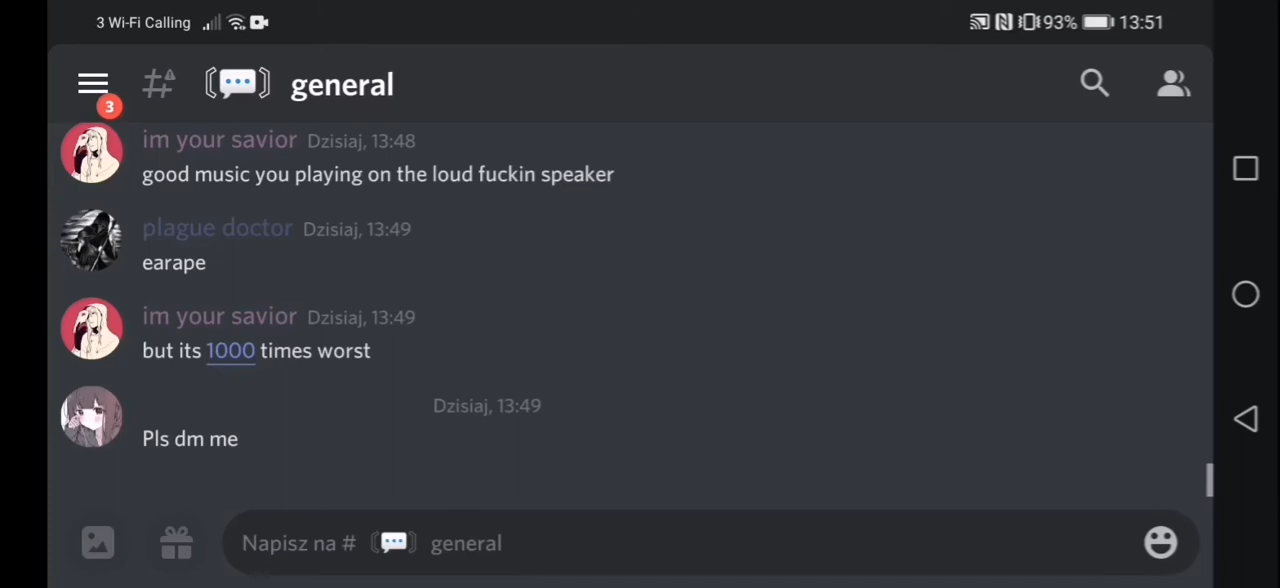 3 Wi-Fi Calling 93% 13:51
3
# general
im your savior Dzisiaj, 13:48
good music you playing on the loud fuckin speaker
plague doctor Dzisiaj, 13:49
earape
im your savior Dzisiaj, 13:49
but its 1000 times worst
Dzisiaj, 13:49
Pls dm me
Napisz na # general